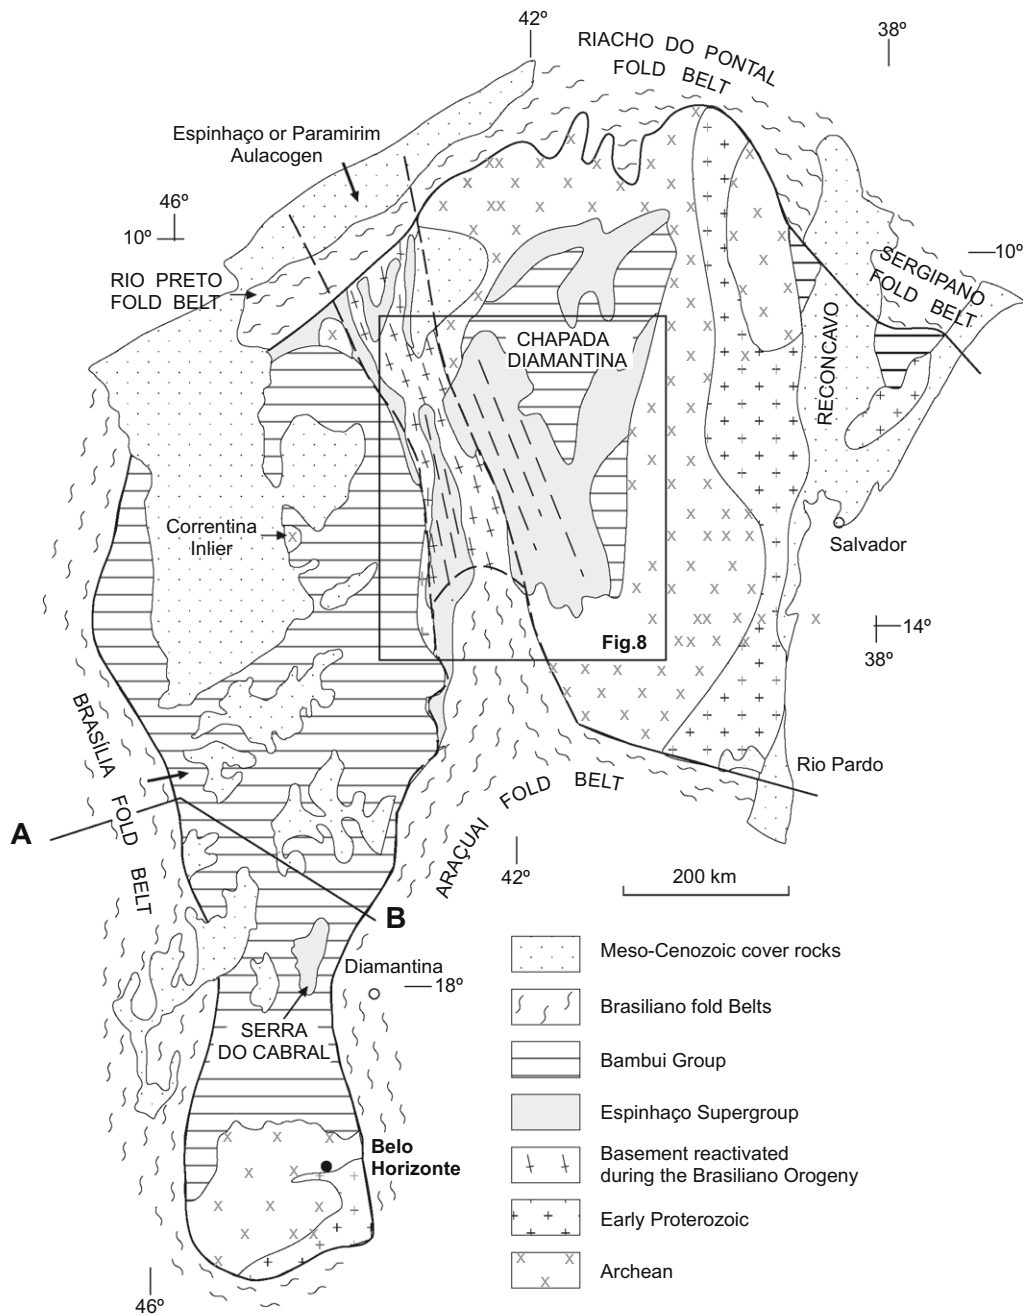 42º
38º
RIACHO DO PONTAL
FOLD BELT
Espinhaço or Paramirim
Aulacogen
46º
10º
10º
RIO PRETO
FOLD BELT
SERGIPANO
FOLD BELT
CHAPADA
DIAMANTINA
RECONCAVO
Correntina
Inlier
Salvador
Fig.8
14º
38º
BRASÍLIA FOLD BELT
Rio Pardo
ARAÇUAI FOLD BELT
A
42º
200 km
B
Diamantina
18º
SERRA
DO CABRAL
Belo
Horizonte
46º
Meso-Cenozoic cover rocks
Brasiliano fold Belts
Bambui Group
Espinhaço Supergroup
Basement reactivated
during the Brasiliano Orogeny
Early Proterozoic
Archean